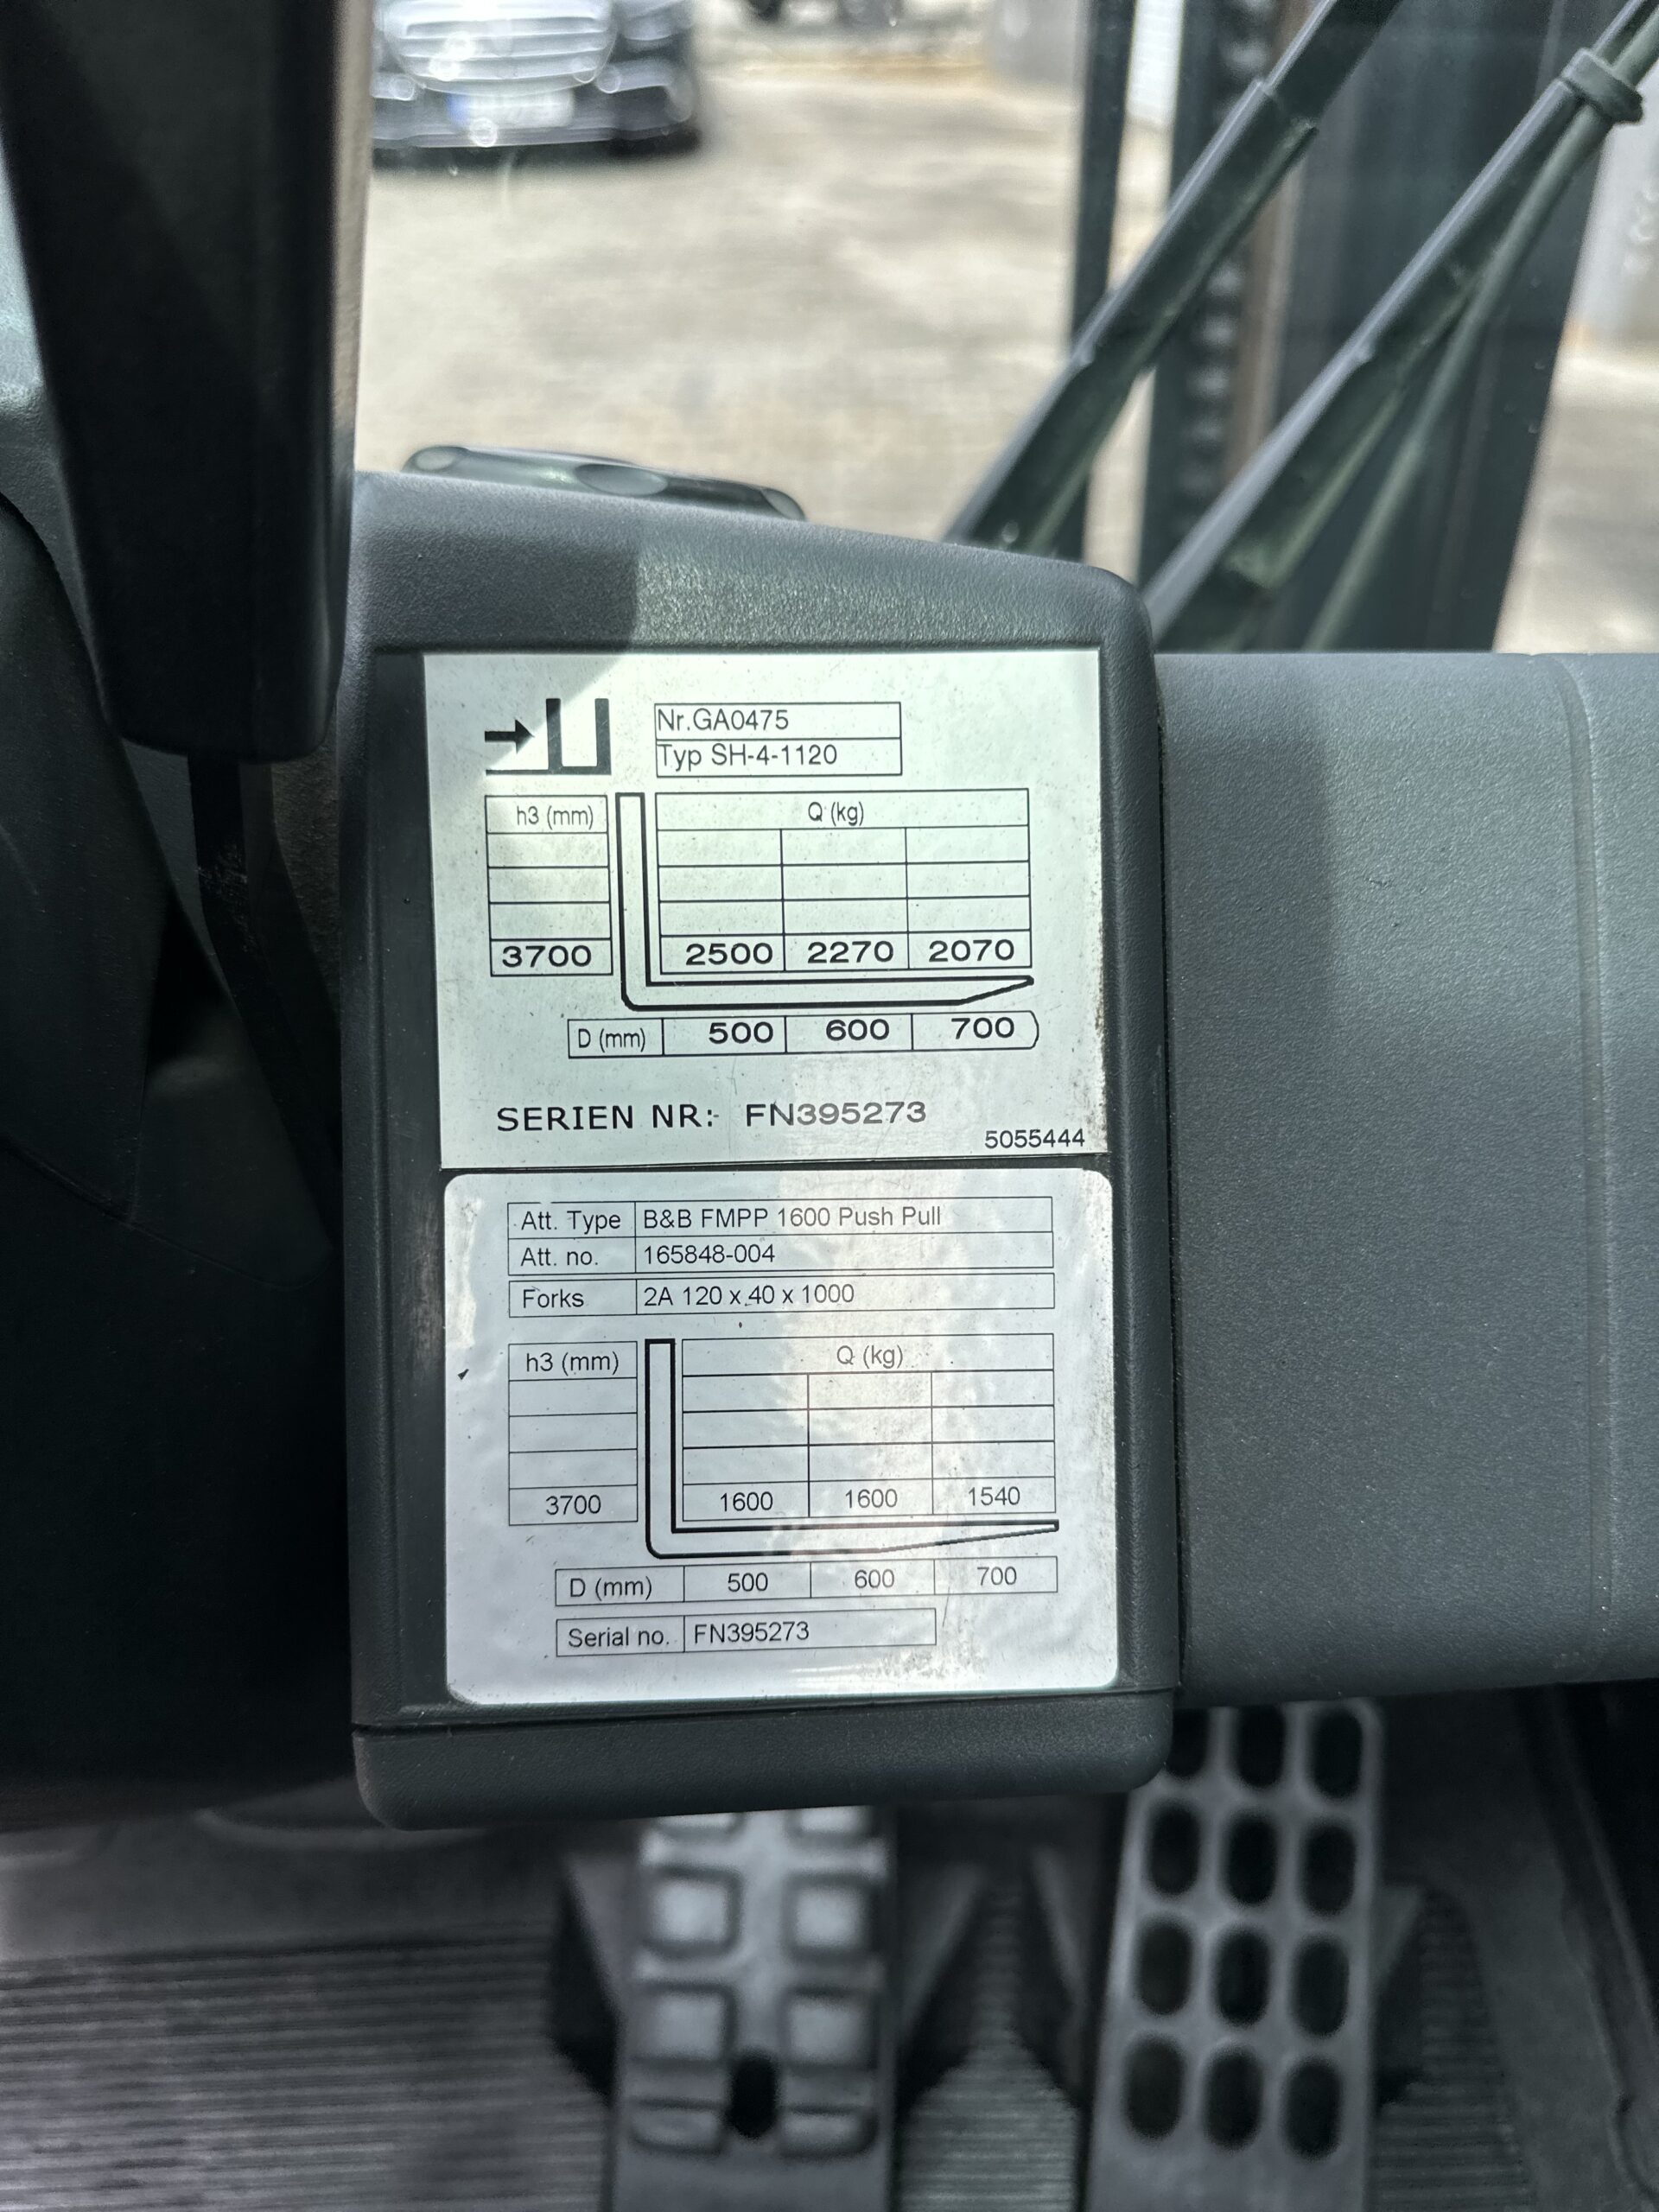 Nr.GA0475
Typ SH-4-1120
h3 (mm) Q (kg)
3700 2500 2270 2070
D (mm) 500 600 700
SERIEN NR: FN395273
5055444
Att. Type B&B FMPP 1600 Push Pull
Att. no. 165848-004
Forks 2A 120 x 40 x 1000
h3 (mm) Q (kg)
3700 1600 1600 1540
D (mm) 500 600 700
Serial no. FN395273